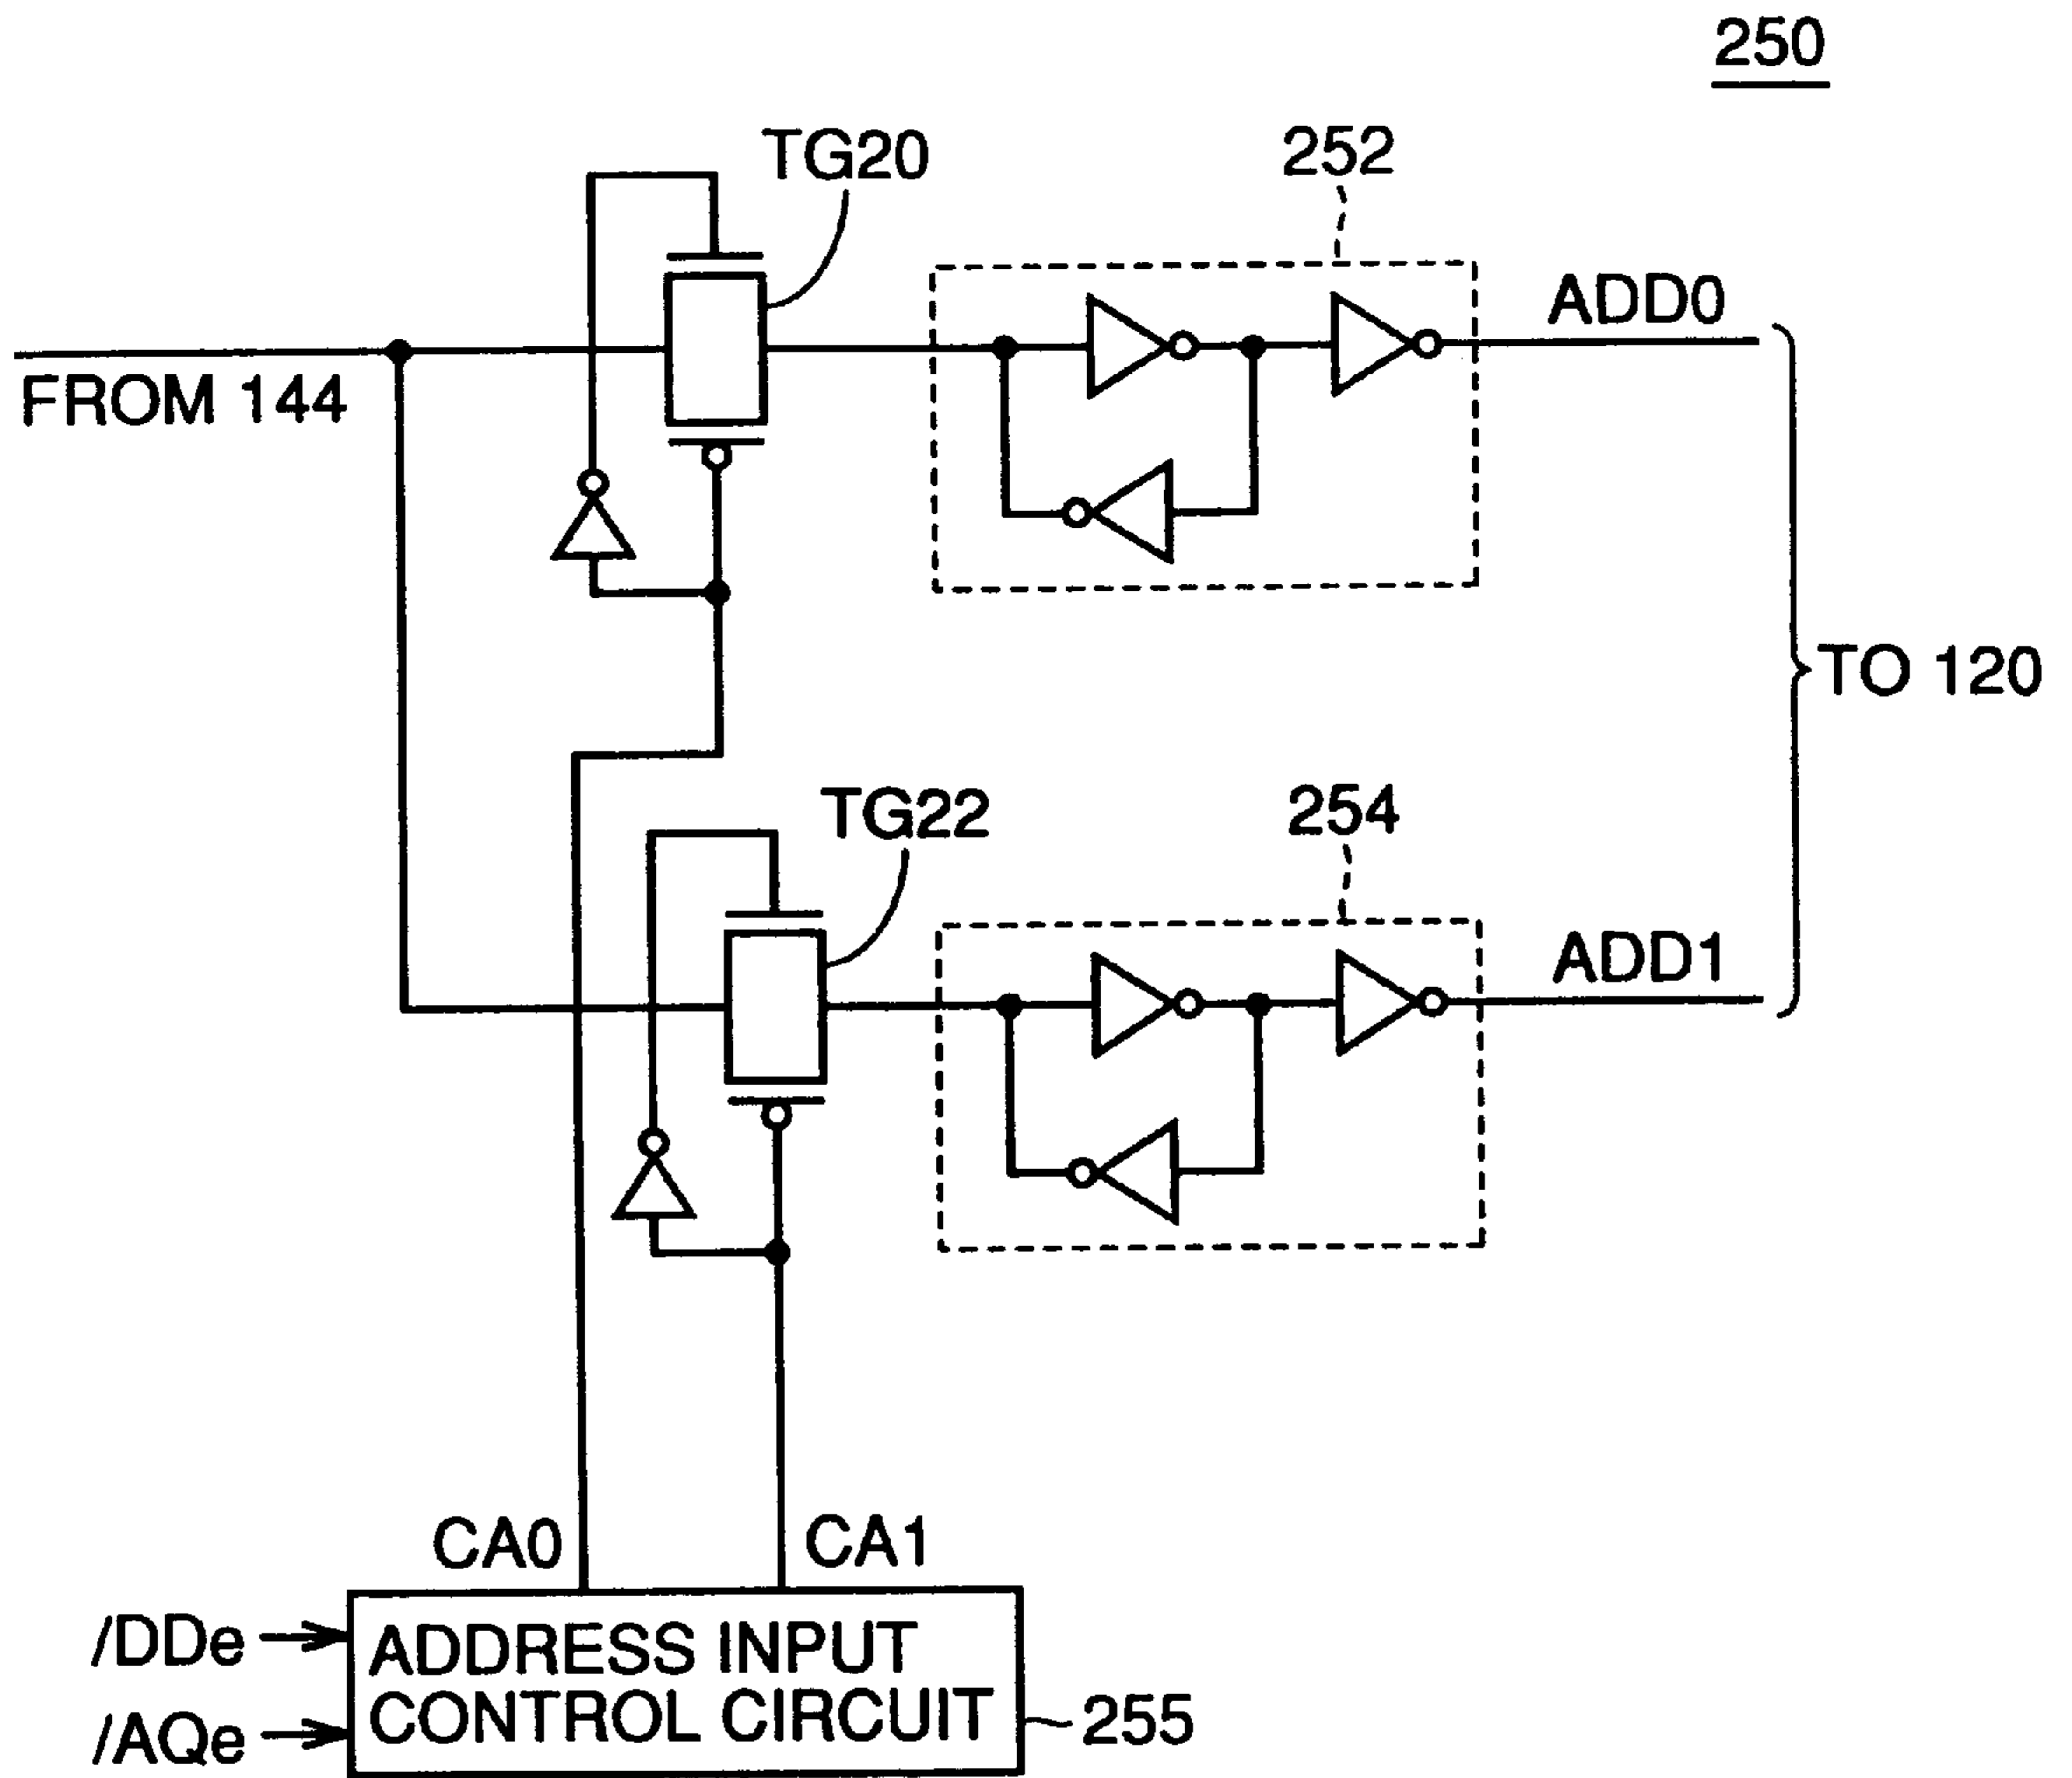 250
TG20
252
ADD0
FROM 144
TO 120
TG22
254
ADD1
CA0
CA1
/DDe
/AQe
ADDRESS INPUT
CONTROL CIRCUIT
255